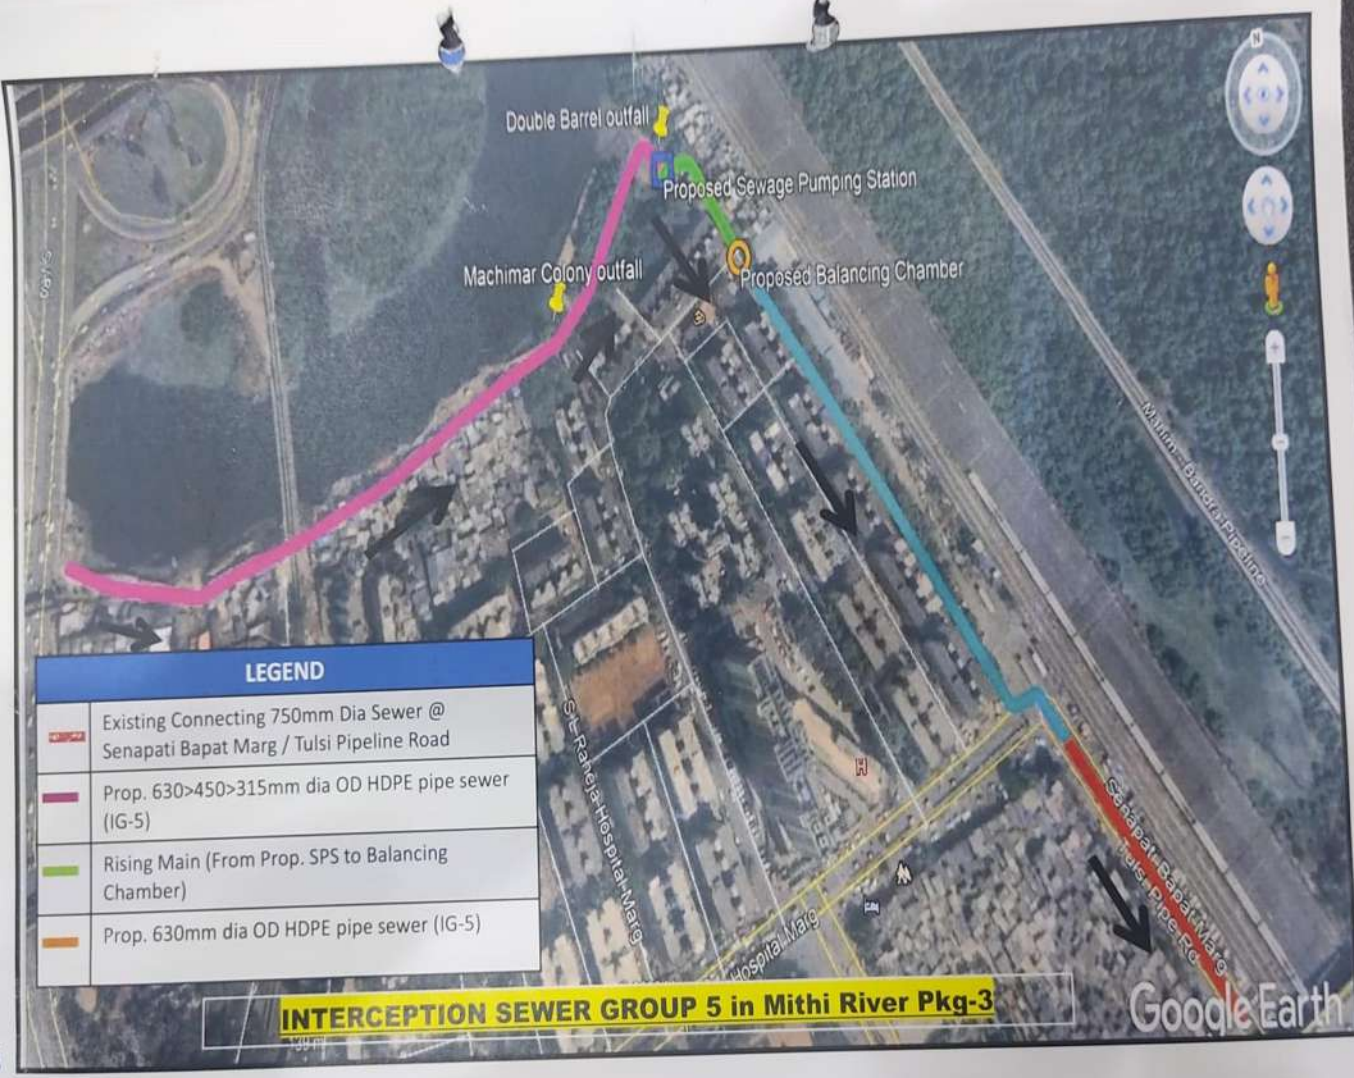 N
Double Barrel outfall
Proposed Sewage Pumping Station
Machimar Colony outfall
Proposed Balancing Chamber
Mahim - Bandra Pipeline
LEGEND
Existing Connecting 750mm Dia Sewer @
Senapati Bapat Marg / Tulsi Pipeline Road
Prop. 630>450>315mm dia OD HDPE pipe sewer
(IG-5)
Rising Main (From Prop. SPS to Balancing
Chamber)
Prop. 630mm dia OD HDPE pipe sewer (IG-5)
S L Raheja Hospital Marg
H
Hospital Marg
Senapati Bapat Marg
Tulsi Pipe Rd
INTERCEPTION SEWER GROUP 5 in Mithi River Pkg-3
Google Earth